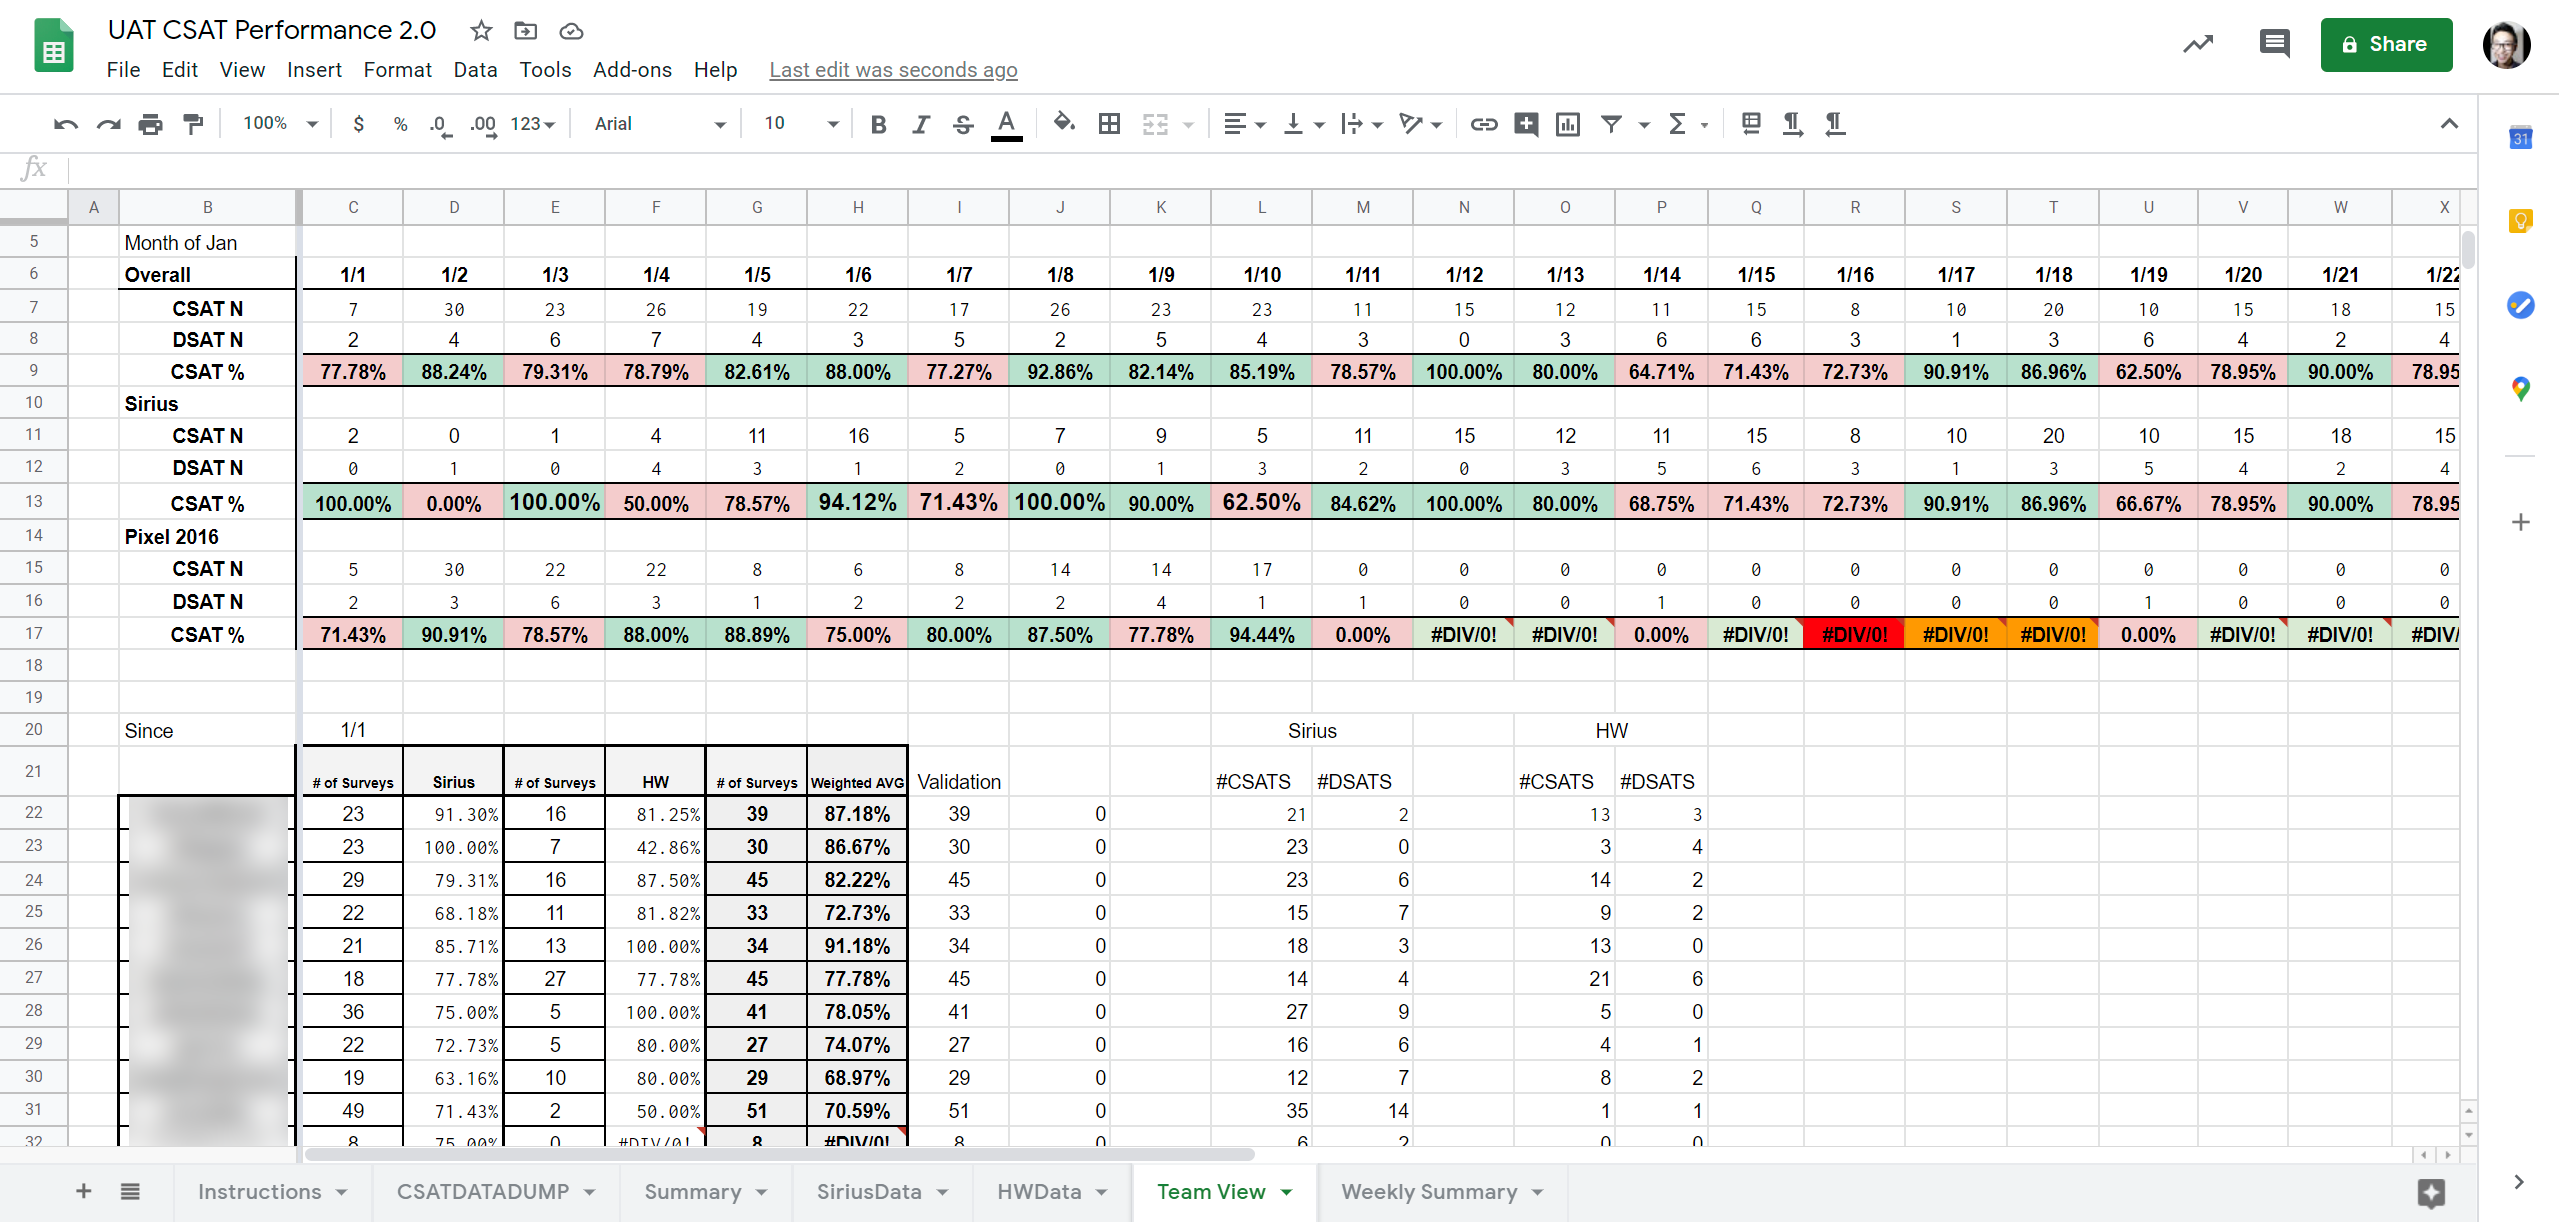 UAT CSAT Performance 2.0
Share
File Edit View Insert Format Data Tools Add-ons Help Last edit was seconds ago
100% $ % .0 .00 123 Arial 10 B I S A
31
fx
A B C D E F G H I J K L M N O P Q R S T U V W X
5 Month of Jan
6 Overall 1/1 1/2 1/3 1/4 1/5 1/6 1/7 1/8 1/9 1/10 1/11 1/12 1/13 1/14 1/15 1/16 1/17 1/18 1/19 1/20 1/21 1/22
7 CSAT N 7 30 23 26 19 22 17 26 23 23 11 15 12 11 15 8 10 20 10 15 18 15
8 DSAT N 2 4 6 7 4 3 5 2 5 4 3 0 3 6 6 3 1 3 6 4 2 4
9 CSAT % 77.78% 88.24% 79.31% 78.79% 82.61% 88.00% 77.27% 92.86% 82.14% 85.19% 78.57% 100.00% 80.00% 64.71% 71.43% 72.73% 90.91% 86.96% 62.50% 78.95% 90.00% 78.95
10 Sirius
11 CSAT N 2 0 1 4 11 16 5 7 9 5 11 15 12 11 15 8 10 20 10 15 18 15
12 DSAT N 0 1 0 4 3 1 2 0 1 3 2 0 3 5 6 3 1 3 5 4 2 4
13 CSAT % 100.00% 0.00% 100.00% 50.00% 78.57% 94.12% 71.43% 100.00% 90.00% 62.50% 84.62% 100.00% 80.00% 68.75% 71.43% 72.73% 90.91% 86.96% 66.67% 78.95% 90.00% 78.95
14 Pixel 2016
15 CSAT N 5 30 22 22 8 6 8 14 14 17 0 0 0 0 0 0 0 0 0 0 0 0
16 DSAT N 2 3 6 3 1 2 2 2 4 1 1 0 0 1 0 0 0 0 1 0 0 0
17 CSAT % 71.43% 90.91% 78.57% 88.00% 88.89% 75.00% 80.00% 87.50% 77.78% 94.44% 0.00% #DIV/0! #DIV/0! 0.00% #DIV/0! #DIV/0! #DIV/0! #DIV/0! 0.00% #DIV/0! #DIV/0! #DIV/
18
19
20 Since 1/1 Sirius HW
21 # of Surveys Sirius # of Surveys HW # of Surveys Weighted AVG Validation #CSATS #DSATS #CSATS #DSATS
22 23 91.30% 16 81.25% 39 87.18% 39 0 21 2 13 3
23 23 100.00% 7 42.86% 30 86.67% 30 0 23 0 3 4
24 29 79.31% 16 87.50% 45 82.22% 45 0 23 6 14 2
25 22 68.18% 11 81.82% 33 72.73% 33 0 15 7 9 2
26 21 85.71% 13 100.00% 34 91.18% 34 0 18 3 13 0
27 18 77.78% 27 77.78% 45 77.78% 45 0 14 4 21 6
28 36 75.00% 5 100.00% 41 78.05% 41 0 27 9 5 0
29 22 72.73% 5 80.00% 27 74.07% 27 0 16 6 4 1
30 19 63.16% 10 80.00% 29 68.97% 29 0 12 7 8 2
31 49 71.43% 2 50.00% 51 70.59% 51 0 35 14 1 1
32 8 75.00% 0 #DIV/0! 8 #DIV/0! 8 0 6 2 0 0
Instructions CSATDATADUMP Summary SiriusData HWData Team View Weekly Summary